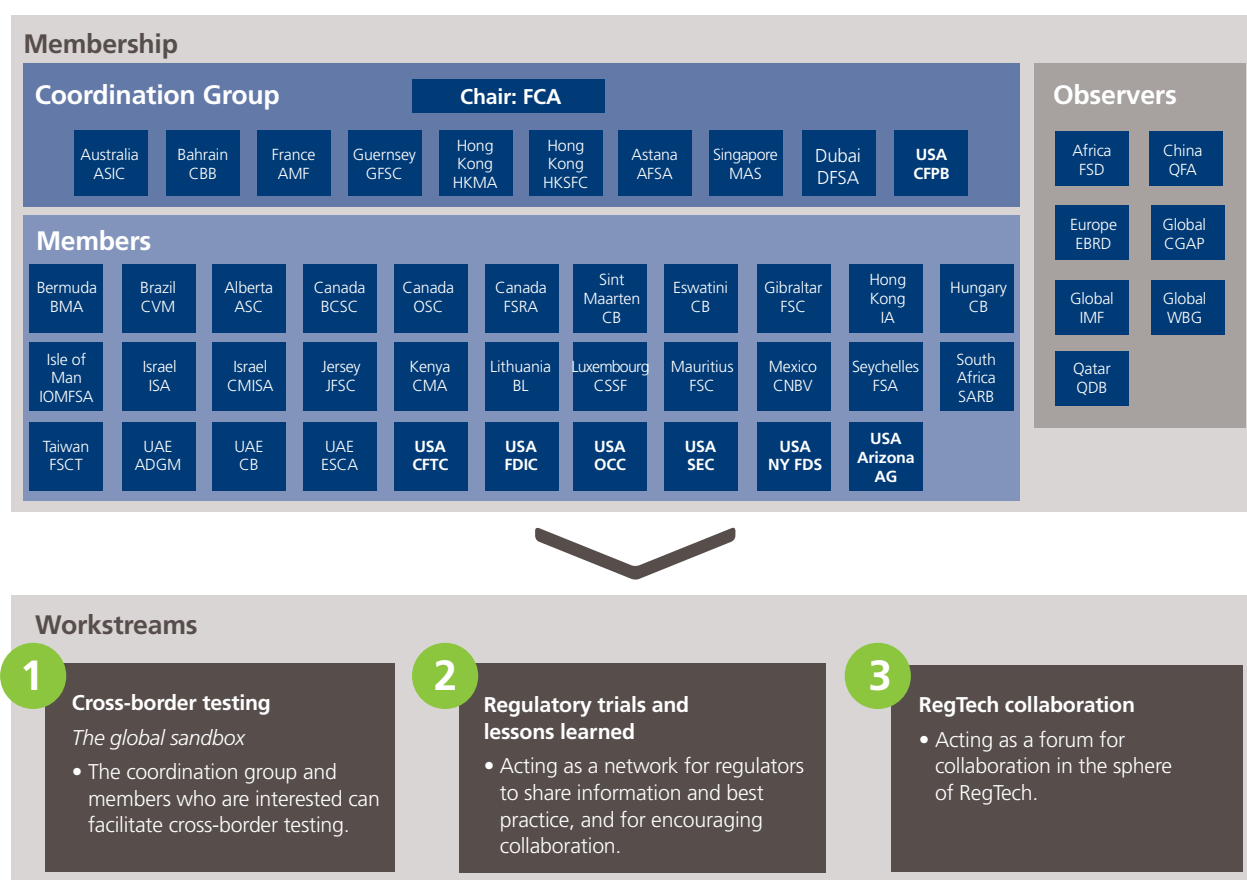 Membership
Coordination Group
Chair: FCA
Australia
ASIC
Bahrain
CBB
France
AMF
Guernsey
GFSC
Hong
Kong
HKMA
Hong
Kong
HKSFC
Astana
AFSA
Singapore
MAS
Dubai
DFSA
USA
CFPB
Members
Bermuda
BMA
Brazil
CVM
Alberta
ASC
Canada
BCSC
Canada
OSC
Canada
FSRA
Sint
Maarten
CB
Eswatini
CB
Gibraltar
FSC
Hong
Kong
IA
Hungary
CB
Isle of
Man
IOMFSA
Israel
ISA
Israel
CMISA
Jersey
JFSC
Kenya
CMA
Lithuania
BL
Luxembourg
CSSF
Mauritius
FSC
Mexico
CNBV
Seychelles
FSA
South
Africa
SARB
Taiwan
FSCT
UAE
ADGM
UAE
CB
UAE
ESCA
USA
CFTC
USA
FDIC
USA
OCC
USA
SEC
USA
NY FDS
USA
Arizona
AG
Observers
Africa
FSD
China
QFA
Europe
EBRD
Global
CGAP
Global
IMF
Global
WBG
Qatar
QDB
Workstreams
1
Cross-border testing
The global sandbox
• The coordination group and
members who are interested can
facilitate cross-border testing.
2
Regulatory trials and
lessons learned
• Acting as a network for regulators
to share information and best
practice, and for encouraging
collaboration.
3
RegTech collaboration
• Acting as a forum for
collaboration in the sphere
of RegTech.